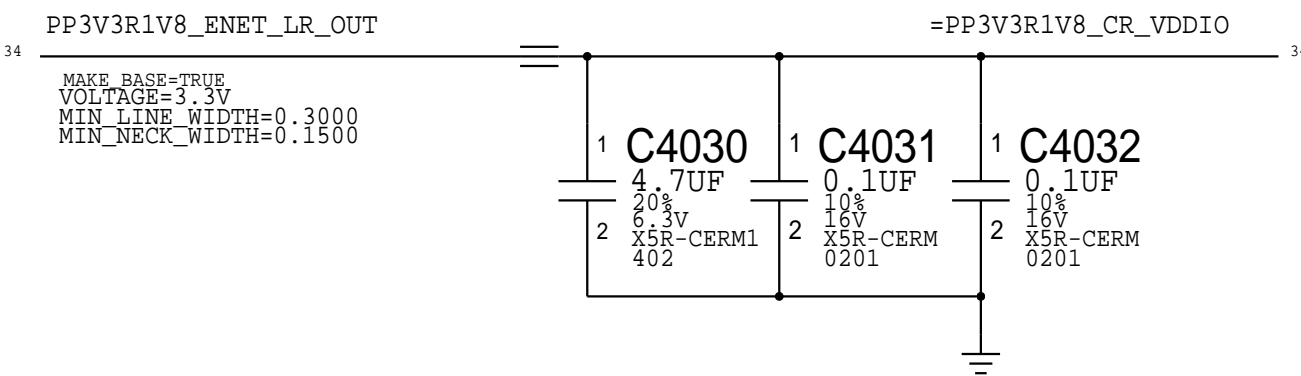 PP3V3R1V8_ENET_LR_OUT
=PP3V3R1V8_CR_VDDIO
34
MAKE_BASE=TRUE
VOLTAGE=3.3V
MIN_LINE_WIDTH=0.3000
MIN_NECK_WIDTH=0.1500
1
C4030
4.7UF
20%
6.3V
2
X5R-CERM1
402
1
C4031
0.1UF
10%
16V
2
X5R-CERM
0201
1
C4032
0.1UF
10%
16V
2
X5R-CERM
0201